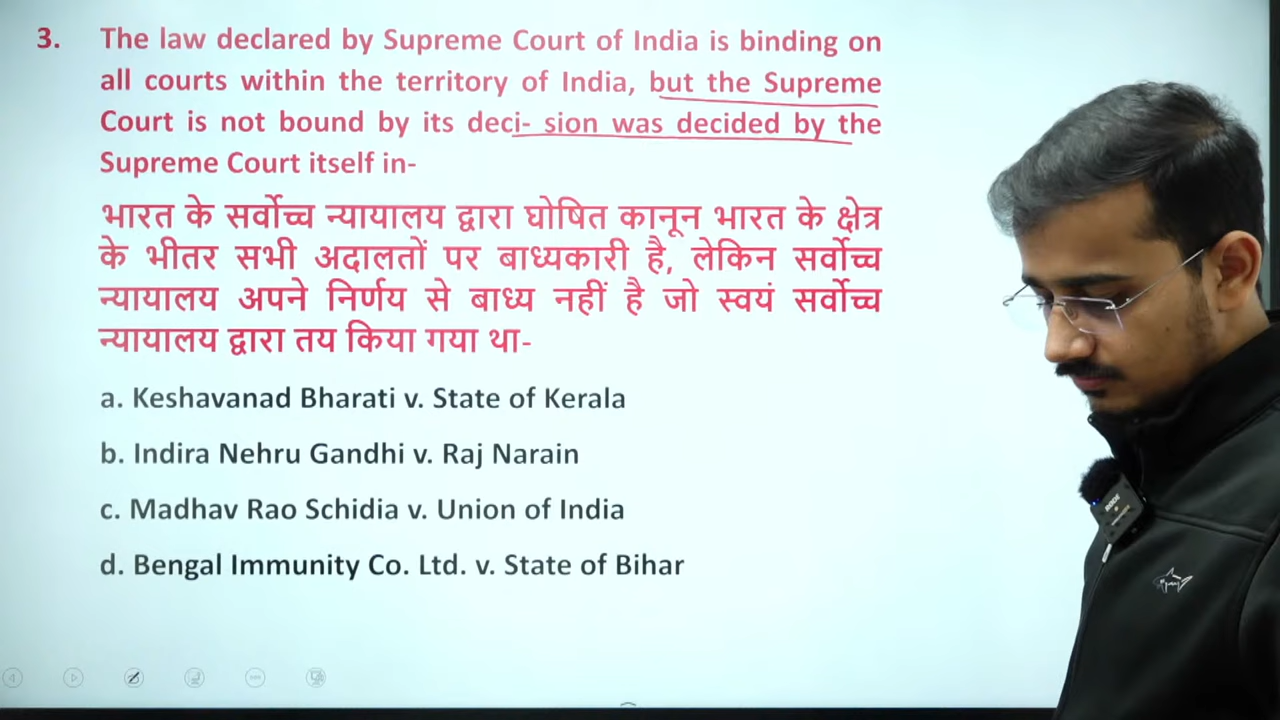 3. The law declared by Supreme Court of India is binding on
all courts within the territory of India, but the Supreme
Court is not bound by its deci- sion was decided by the
Supreme Court itself in-
भारत के सर्वोच्च न्यायालय द्वारा घोषित कानून भारत के क्षेत्र
के भीतर सभी अदालतों पर बाध्यकारी है, लेकिन सर्वोच्च
न्यायालय अपने निर्णय से बाध्य नहीं है जो स्वयं सर्वोच्च
न्यायालय द्वारा तय किया गया था-
a. Keshavanad Bharati v. State of Kerala
b. Indira Nehru Gandhi v. Raj Narain
c. Madhav Rao Schidia v. Union of India
d. Bengal Immunity Co. Ltd. v. State of Bihar